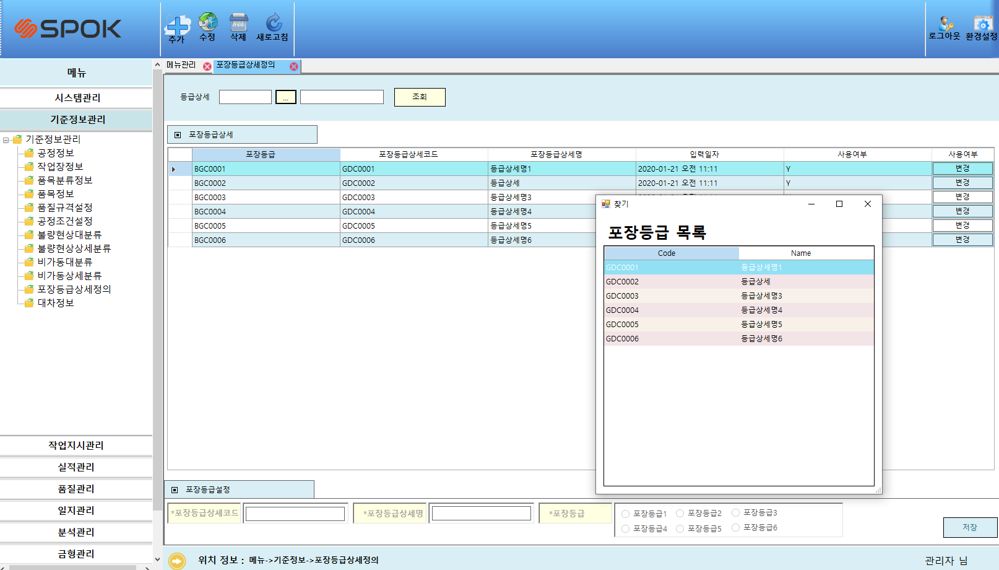 SPOK
추가
수정
삭제
새로고침
로그아웃
환경설정
메뉴
시스템관리
기준정보관리
기준정보관리
공정정보
작업장정보
품목분류정보
품목정보
품질규격설정
공정조건설정
불량현상대분류
불량현상상세분류
비가동대분류
비가동상세분류
포장등급상세정의
대차정보
작업지시관리
실적관리
품질관리
일지관리
분석관리
금형관리
메뉴관리 포장등급상세정의
등급상세 ... 조회
포장등급상세
포장등급 포장등급상세코드 포장등급상세명 입력일자 사용여부 사용여부
BGC0001 GDC0001 등급상세명1 2020-01-21 오전 11:11 Y 변경
BGC0002 GDC0002 등급상세 2020-01-21 오전 11:11 Y 변경
BGC0003 GDC0003 등급상세명3 변경
BGC0004 GDC0004 등급상세명4 변경
BGC0005 GDC0005 등급상세명5 변경
BGC0006 GDC0006 등급상세명6 변경
찾기
포장등급 목록
Code Name
GDC0001 등급상세명1
GDC0002 등급상세
GDC0003 등급상세명3
GDC0004 등급상세명4
GDC0005 등급상세명5
GDC0006 등급상세명6
포장등급설정
*포장등급상세코드 *포장등급상세명 *포장등급
포장등급1 포장등급2 포장등급3
포장등급4 포장등급5 포장등급6
저장
위치 정보 : 메뉴->기준정보->포장등급상세정의
관리자 님